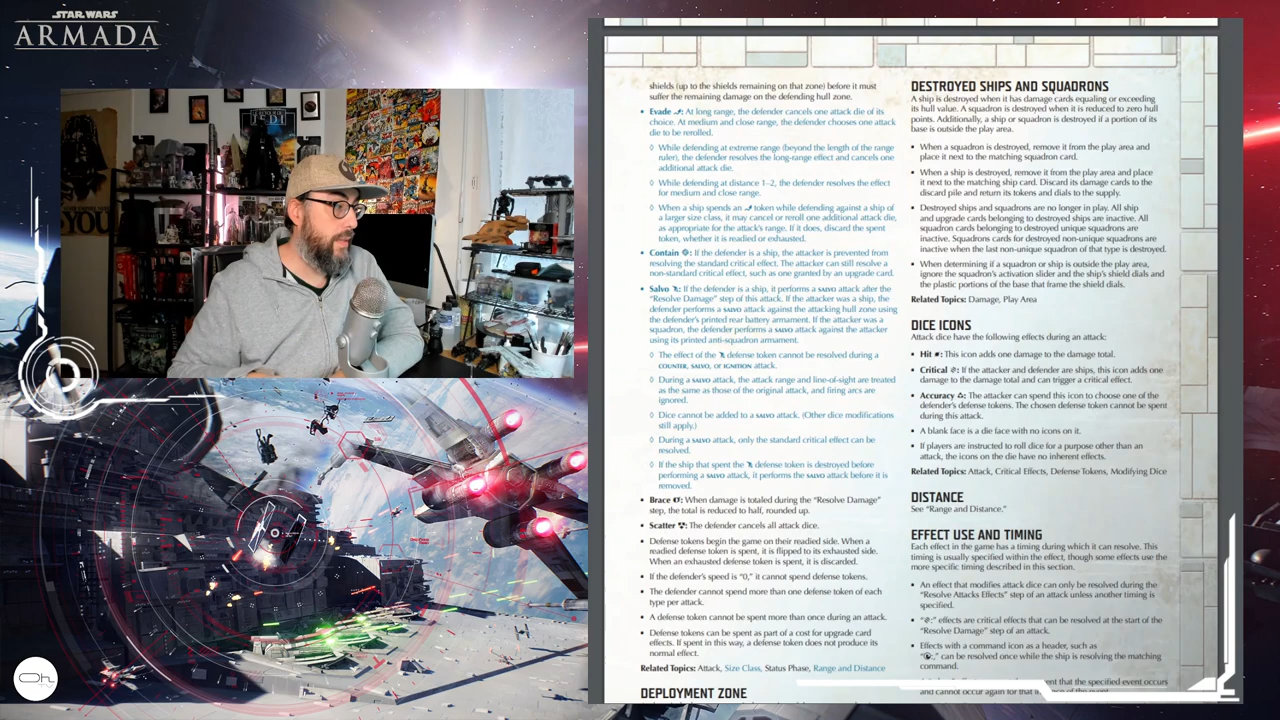 STAR WARS
ARMADA
shields (up to the shields remaining on that zone) before it must
suffer the remaining damage on the defending hull zone.
• Evade : At long range, the defender cancels one attack die of its
choice. At medium and close range, the defender chooses one attack
die to be rerolled.
◊ While defending at extreme range (beyond the length of the range
ruler), the defender resolves the long-range effect and cancels one
additional attack die.
◊ While defending at distance 1–2, the defender resolves the effect
for medium and close range.
◊ When a ship spends an token while defending against a ship of
a larger size class, it may cancel or reroll one additional attack die,
as appropriate for the attack's range. If it does, discard the spent
token, whether it is readied or exhausted.
• Contain : If the defender is a ship, the attacker is prevented from
resolving the standard critical effect. The attacker can still resolve a
non-standard critical effect, such as one granted by an upgrade card.
• Salvo : If the defender is a ship, it performs a SALVO attack after the
"Resolve Damage" step of this attack. If the attacker was a ship, the
defender performs a SALVO attack against the attacking hull zone using
the defender's printed rear battery armament. If the attacker was a
squadron, the defender performs a SALVO attack against the attacker
using its printed anti-squadron armament.
◊ The effect of the defense token cannot be resolved during a
COUNTER, SALVO, or IGNITION attack.
◊ During a SALVO attack, the attack range and line-of-sight are treated
as the same as those of the original attack, and firing arcs are
ignored.
◊ Dice cannot be added to a SALVO attack. (Other dice modifications
still apply.)
◊ During a SALVO attack, only the standard critical effect can be
resolved.
◊ If the ship that spent the defense token is destroyed before
performing a SALVO attack, it performs the SALVO attack before it is
removed.
• Brace : When damage is totaled during the "Resolve Damage"
step, the total is reduced to half, rounded up.
• Scatter : The defender cancels all attack dice.
• Defense tokens begin the game on their readied side. When a
readied defense token is spent, it is flipped to its exhausted side.
When an exhausted defense token is spent, it is discarded.
• If the defender's speed is "0," it cannot spend defense tokens.
• The defender cannot spend more than one defense token of each
type per attack.
• A defense token cannot be spent more than once during an attack.
• Defense tokens can be spent as part of a cost for upgrade card
effects. If spent in this way, a defense token does not produce its
normal effect.
Related Topics: Attack, Size Class, Status Phase, Range and Distance
DEPLOYMENT ZONE
DESTROYED SHIPS AND SQUADRONS
A ship is destroyed when it has damage cards equaling or exceeding
its hull value. A squadron is destroyed when it is reduced to zero hull
points. Additionally, a ship or squadron is destroyed if a portion of its
base is outside the play area.
• When a squadron is destroyed, remove it from the play area and
place it next to the matching squadron card.
• When a ship is destroyed, remove it from the play area and place
it next to the matching ship card. Discard its damage cards to the
discard pile and return its tokens and dials to the supply.
• Destroyed ships and squadrons are no longer in play. All ship
and upgrade cards belonging to destroyed ships are inactive. All
squadron cards belonging to destroyed unique squadrons are
inactive. Squadrons cards for destroyed non-unique squadrons are
inactive when the last non-unique squadron of that type is destroyed.
• When determining if a squadron or ship is outside the play area,
ignore the squadron's activation slider and the ship's shield dials and
the plastic portions of the base that frame the shield dials.
Related Topics: Damage, Play Area
DICE ICONS
Attack dice have the following effects during an attack:
• Hit : This icon adds one damage to the damage total.
• Critical : If the attacker and defender are ships, this icon adds one
damage to the damage total and can trigger a critical effect.
• Accuracy : The attacker can spend this icon to choose one of the
defender's defense tokens. The chosen defense token cannot be spent
during this attack.
• A blank face is a die face with no icons on it.
• If players are instructed to roll dice for a purpose other than an
attack, the icons on the die have no inherent effects.
Related Topics: Attack, Critical Effects, Defense Tokens, Modifying Dice
DISTANCE
See "Range and Distance."
EFFECT USE AND TIMING
Each effect in the game has a timing during which it can resolve. This
timing is usually specified within the effect, though some effects use the
more specific timing described in this section.
• An effect that modifies attack dice can only be resolved during the
"Resolve Attacks Effects" step of an attack unless another timing is
specified.
• " :" effects are critical effects that can be resolved at the start of the
"Resolve Damage" step of an attack.
• Effects with a command icon as a header, such as
" :," can be resolved once while the ship is resolving the matching
command.
that the specified event occurs
and cannot occur again for that of the event.
Oh